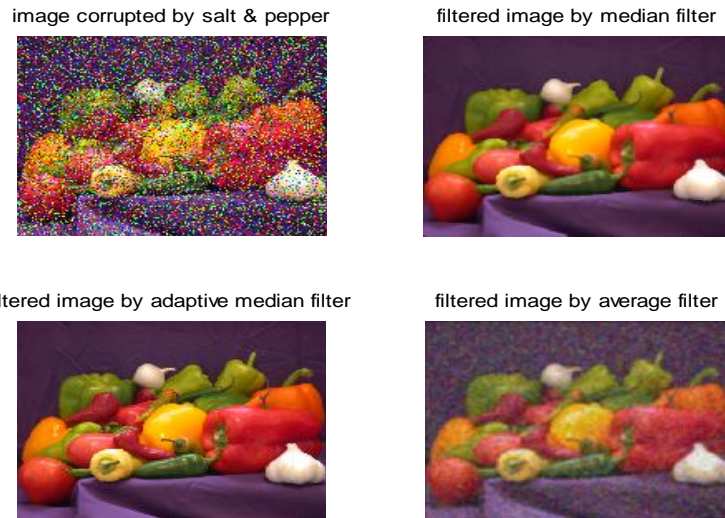 image corrupted by salt & pepper
filtered image by median filter
ltered image by adaptive median filter
filtered image by average filter